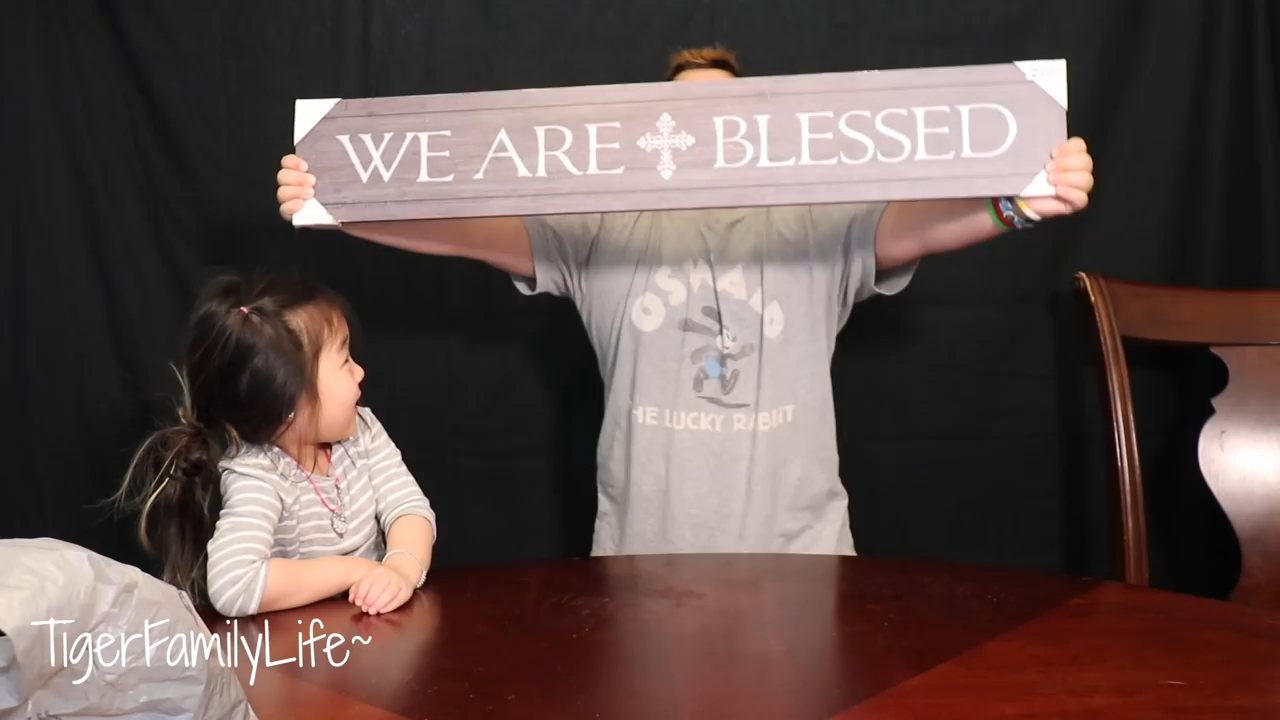 WE ARE BLESSED
OSWALD
THE LUCKY RABBIT
TigerFamilyLife~